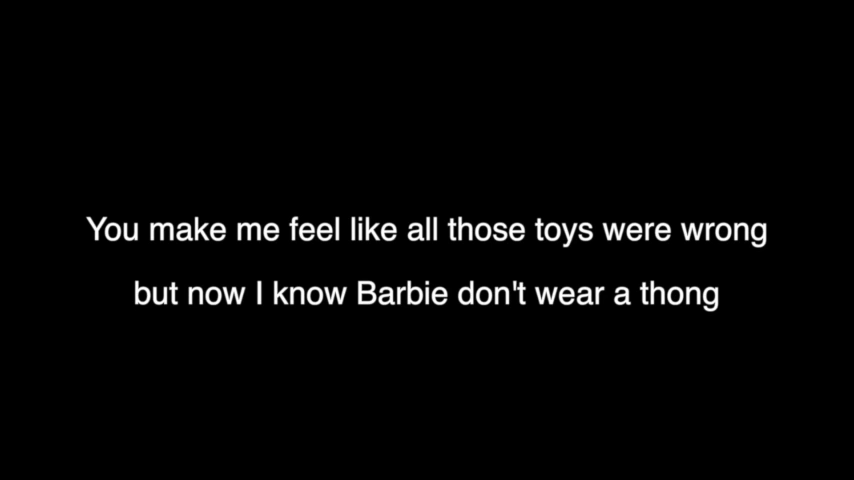 You make me feel like all those toys were wrong
but now I know Barbie don't wear a thong